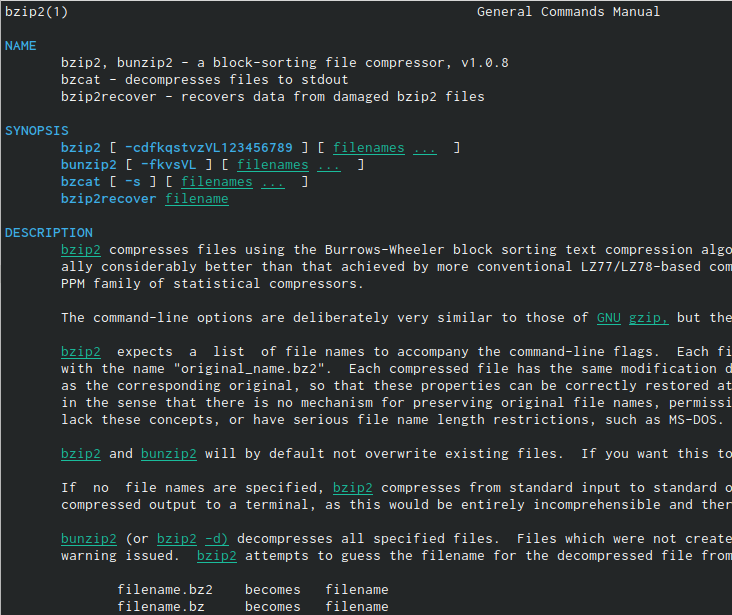 bzip2(1) General Commands Manual
NAME
bzip2, bunzip2 - a block-sorting file compressor, v1.0.8
bzcat - decompresses files to stdout
bzip2recover - recovers data from damaged bzip2 files
SYNOPSIS
bzip2 [ -cdfkqstvzVL123456789 ] [ filenames ... ]
bunzip2 [ -fkvsVL ] [ filenames ... ]
bzcat [ -s ] [ filenames ... ]
bzip2recover filename
DESCRIPTION
bzip2 compresses files using the Burrows-Wheeler block sorting text compression algo
ally considerably better than that achieved by more conventional LZ77/LZ78-based com
PPM family of statistical compressors.
The command-line options are deliberately very similar to those of GNU gzip, but the
bzip2 expects a list of file names to accompany the command-line flags. Each fi
with the name "original_name.bz2". Each compressed file has the same modification d
as the corresponding original, so that these properties can be correctly restored at
in the sense that there is no mechanism for preserving original file names, permissi
lack these concepts, or have serious file name length restrictions, such as MS-DOS.
bzip2 and bunzip2 will by default not overwrite existing files. If you want this to
If no file names are specified, bzip2 compresses from standard input to standard o
compressed output to a terminal, as this would be entirely incomprehensible and ther
bunzip2 (or bzip2 -d) decompresses all specified files. Files which were not create
warning issued. bzip2 attempts to guess the filename for the decompressed file from
filename.bz2 becomes filename
filename.bz becomes filename